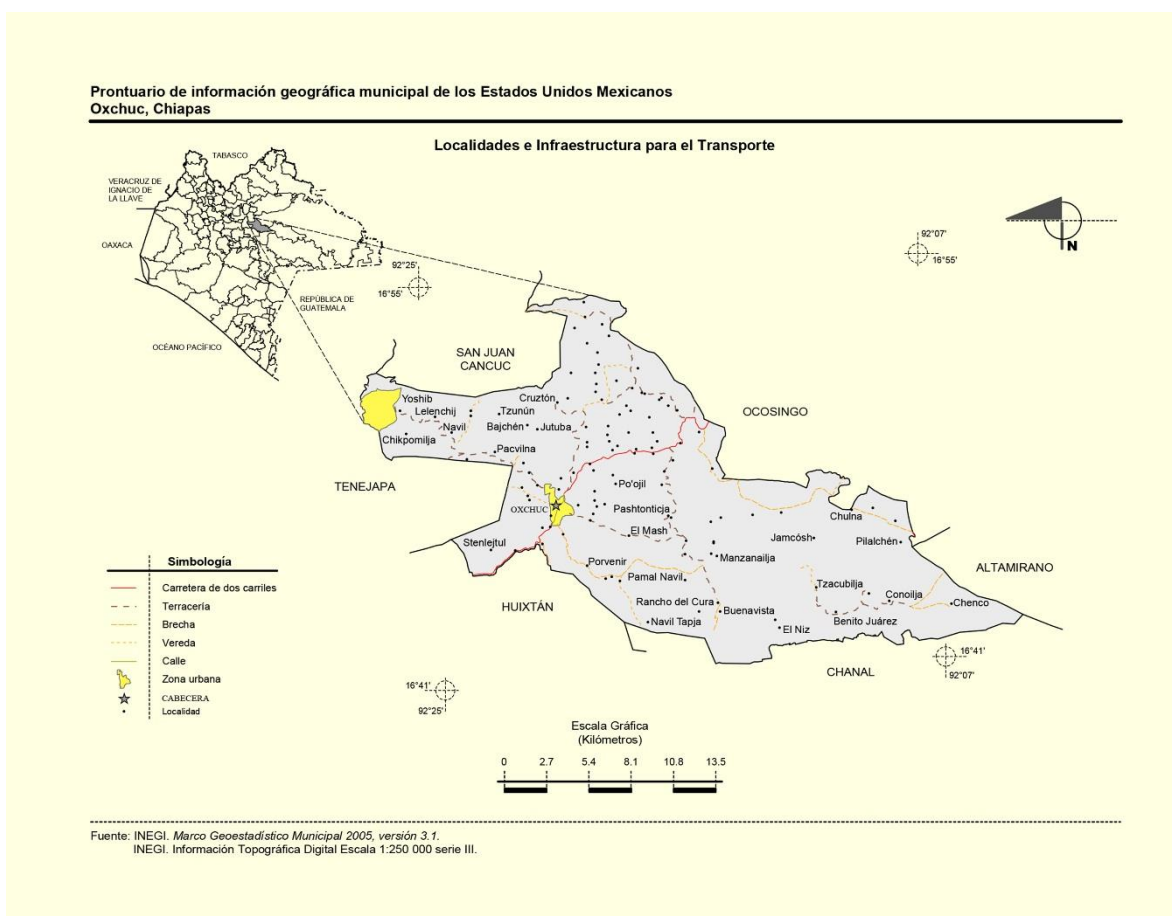 Prontuario de información geográfica municipal de los Estados Unidos Mexicanos
Oxchuc, Chiapas
Localidades e Infraestructura para el Transporte
TABASCO
VERACRUZ DE
IGNACIO DE
LA LLAVE
OAXACA
REPÚBLICA DE
GUATEMALA
OCÉANO PACÍFICO
92°25'
16°55'
92°07'
16°55'
N
SAN JUAN
CANCUC
OCOSINGO
TENEJAPA
HUIXTÁN
ALTAMIRANO
CHANAL
Yoshib
Lelenchij
Navil
Chikpomilja
Cruztón
Tzunún
Bajchén
Jutuba
Pacvilna
OXCHUC
Po'ojil
Pashtonticja
El Mash
Stenlejtul
Porvenir
Pamal Navil
Manzanailja
Jamcósh
Chulna
Pilalchén
Rancho del Cura
Buenavista
Navil Tapja
El Niz
Tzacubilja
Conoilja
Chenco
Benito Juárez
16°41'
92°07'
16°41'
92°25'
Simbología
Carretera de dos carriles
Terracería
Brecha
Vereda
Calle
Zona urbana
CABECERA
Localidad
Escala Gráfica
(Kilómetros)
0 2.7 5.4 8.1 10.8 13.5
Fuente: INEGI. Marco Geoestadístico Municipal 2005, versión 3.1.
INEGI. Información Topográfica Digital Escala 1:250 000 serie III.